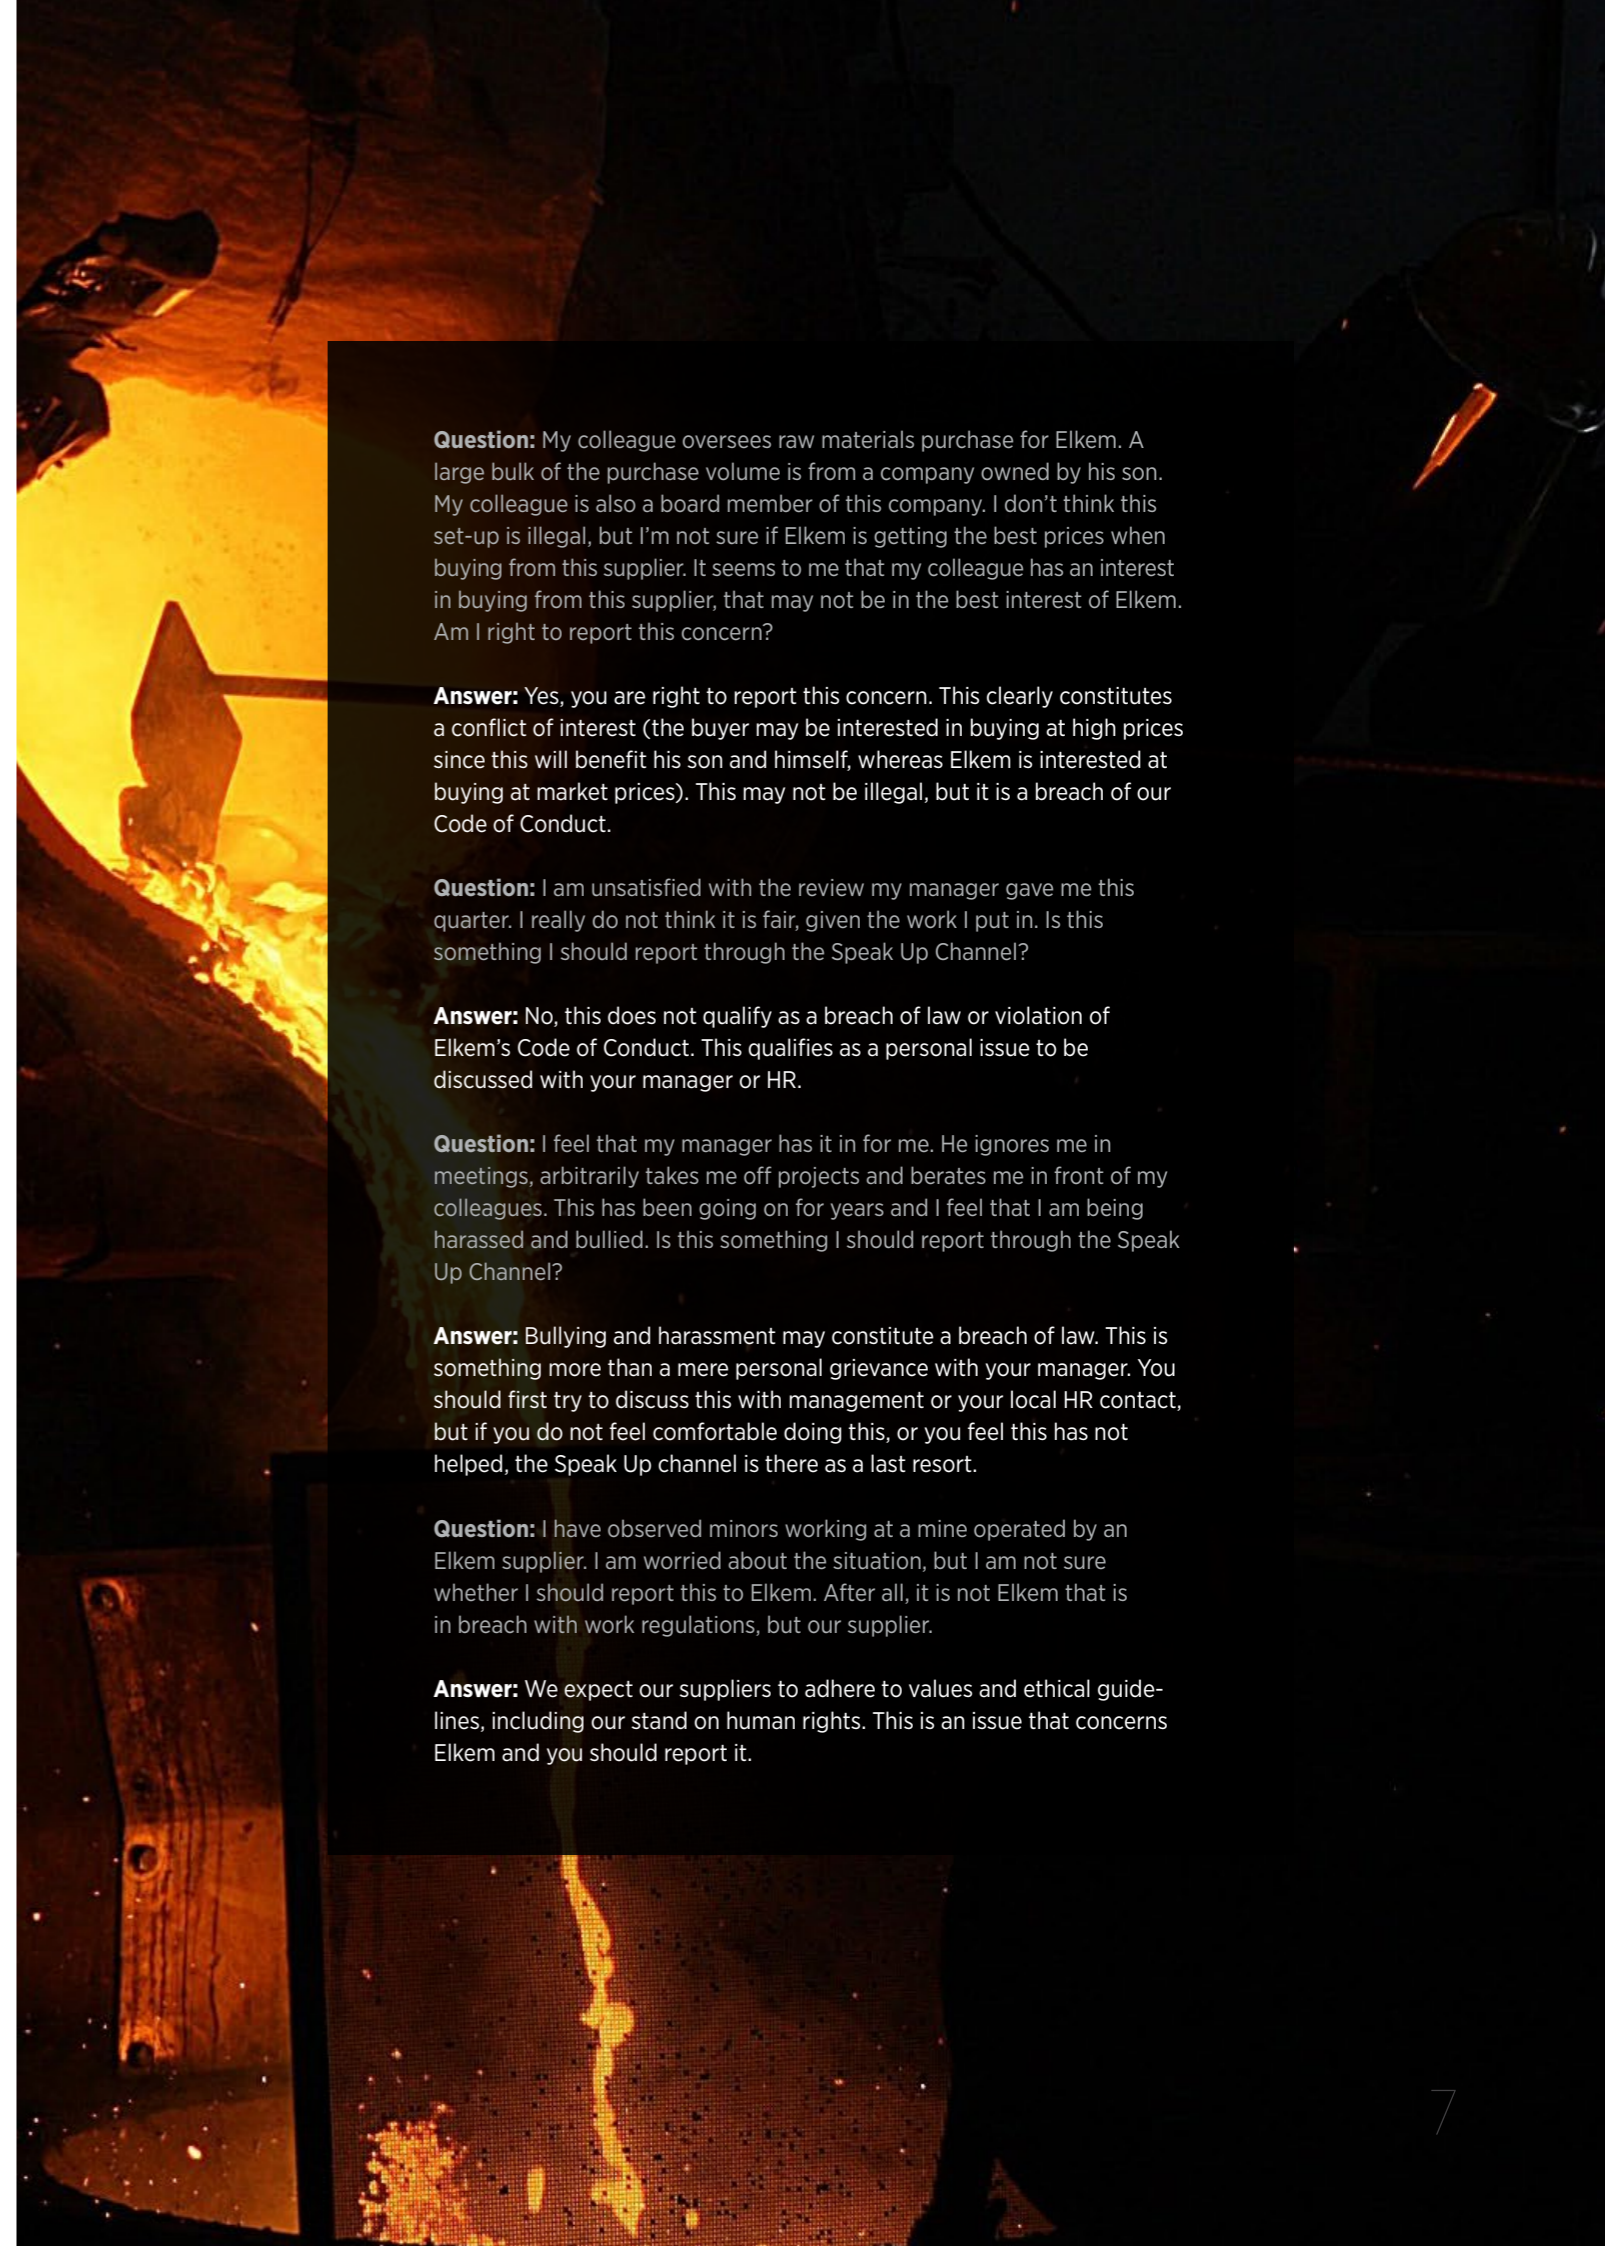 Question: My colleague oversees raw materials purchase for Elkem. A
large bulk of the purchase volume is from a company owned by his son.
My colleague is also a board member of this company. I don’t think this
set-up is illegal, but I’m not sure if Elkem is getting the best prices when
buying from this supplier. It seems to me that my colleague has an interest
in buying from this supplier, that may not be in the best interest of Elkem.
Am I right to report this concern?
Answer: Yes, you are right to report this concern. This clearly constitutes
a conflict of interest (the buyer may be interested in buying at high prices
since this will benefit his son and himself, whereas Elkem is interested at
buying at market prices). This may not be illegal, but it is a breach of our
Code of Conduct.
Question: I am unsatisfied with the review my manager gave me this
quarter. I really do not think it is fair, given the work I put in. Is this
something I should report through the Speak Up Channel?
Answer: No, this does not qualify as a breach of law or violation of
Elkem’s Code of Conduct. This qualifies as a personal issue to be
discussed with your manager or HR.
Question: I feel that my manager has it in for me. He ignores me in
meetings, arbitrarily takes me off projects and berates me in front of my
colleagues. This has been going on for years and I feel that I am being
harassed and bullied. Is this something I should report through the Speak
Up Channel?
Answer: Bullying and harassment may constitute a breach of law. This is
something more than a mere personal grievance with your manager. You
should first try to discuss this with management or your local HR contact,
but if you do not feel comfortable doing this, or you feel this has not
helped, the Speak Up channel is there as a last resort.
Question: I have observed minors working at a mine operated by an
Elkem supplier. I am worried about the situation, but I am not sure
whether I should report this to Elkem. After all, it is not Elkem that is
in breach with work regulations, but our supplier.
Answer: We expect our suppliers to adhere to values and ethical guide-
lines, including our stand on human rights. This is an issue that concerns
Elkem and you should report it.
7